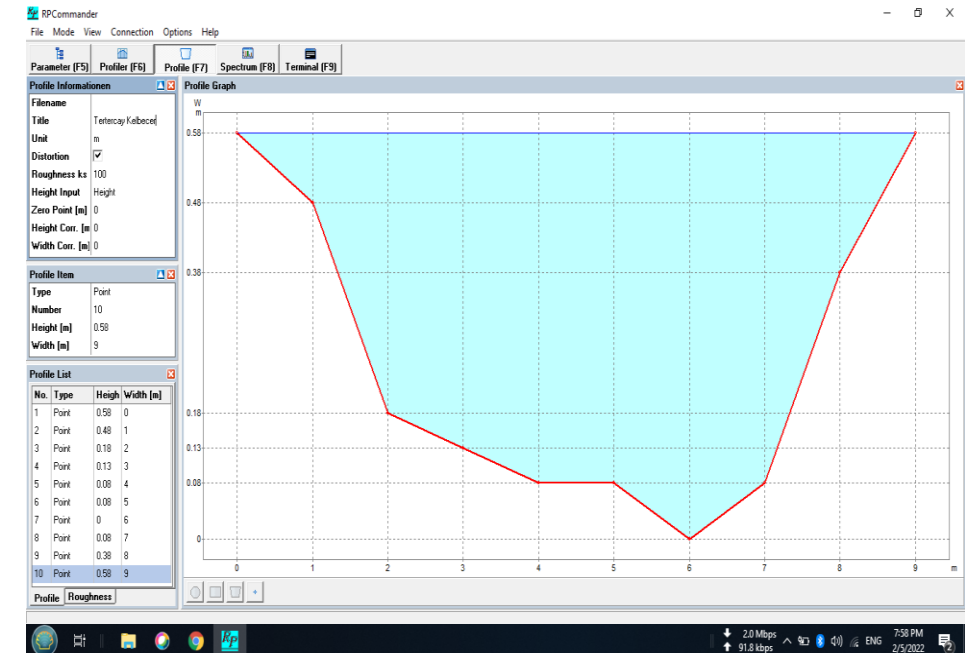 RPCommander
File Mode View Connection Options Help
Parameter (F5) Profiler (F6) Profile (F7) Spectrum (F8) Terminal (F9)
Profile Informationen
Filename
Title Tertercay Kelbecer
Unit m
Distortion
Roughness ks 100
Height Input Height
Zero Point [m] 0
Height Corr. [m 0
Width Corr. [m] 0
Profile Item
Type Point
Number 10
Height [m] 0.58
Width [m] 9
Profile List
No. Type Heigh Width [m]
1 Point 0.58 0
2 Point 0.48 1
3 Point 0.18 2
4 Point 0.13 3
5 Point 0.08 4
6 Point 0.08 5
7 Point 0 6
8 Point 0.08 7
9 Point 0.38 8
10 Point 0.58 9
Profile Roughness
Profile Graph
W
m
0.58
0.48
0.38
0.18
0.13
0.08
0
0 1 2 3 4 5 6 7 8 9 m
RP
2.0 Mbps
91.8 kbps
ENG
7:58 PM
2/5/2022
2